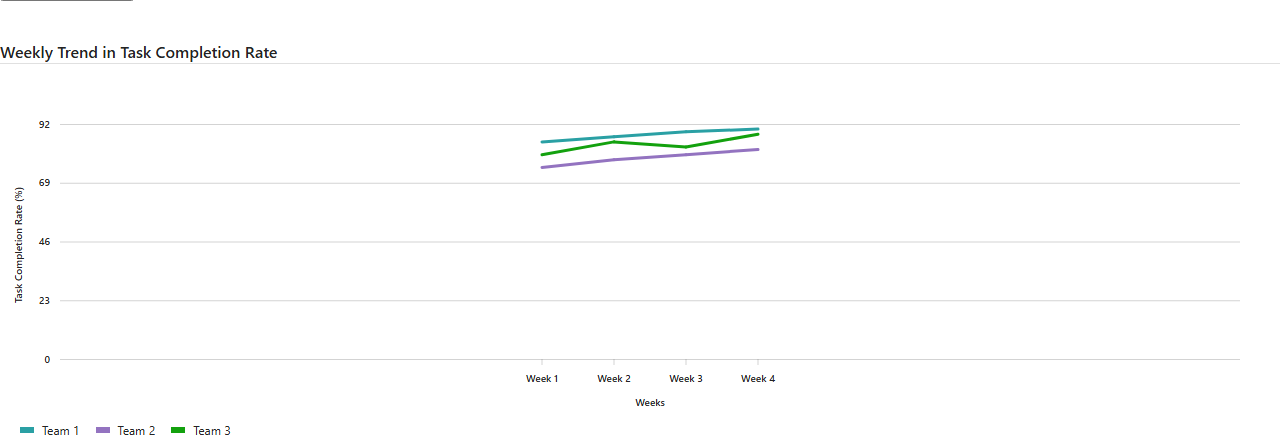 Weekly Trend in Task Completion Rate
92
69
46
23
0
Task Completion Rate (%)
Week 1 Week 2 Week 3 Week 4
Weeks
Team 1 Team 2 Team 3